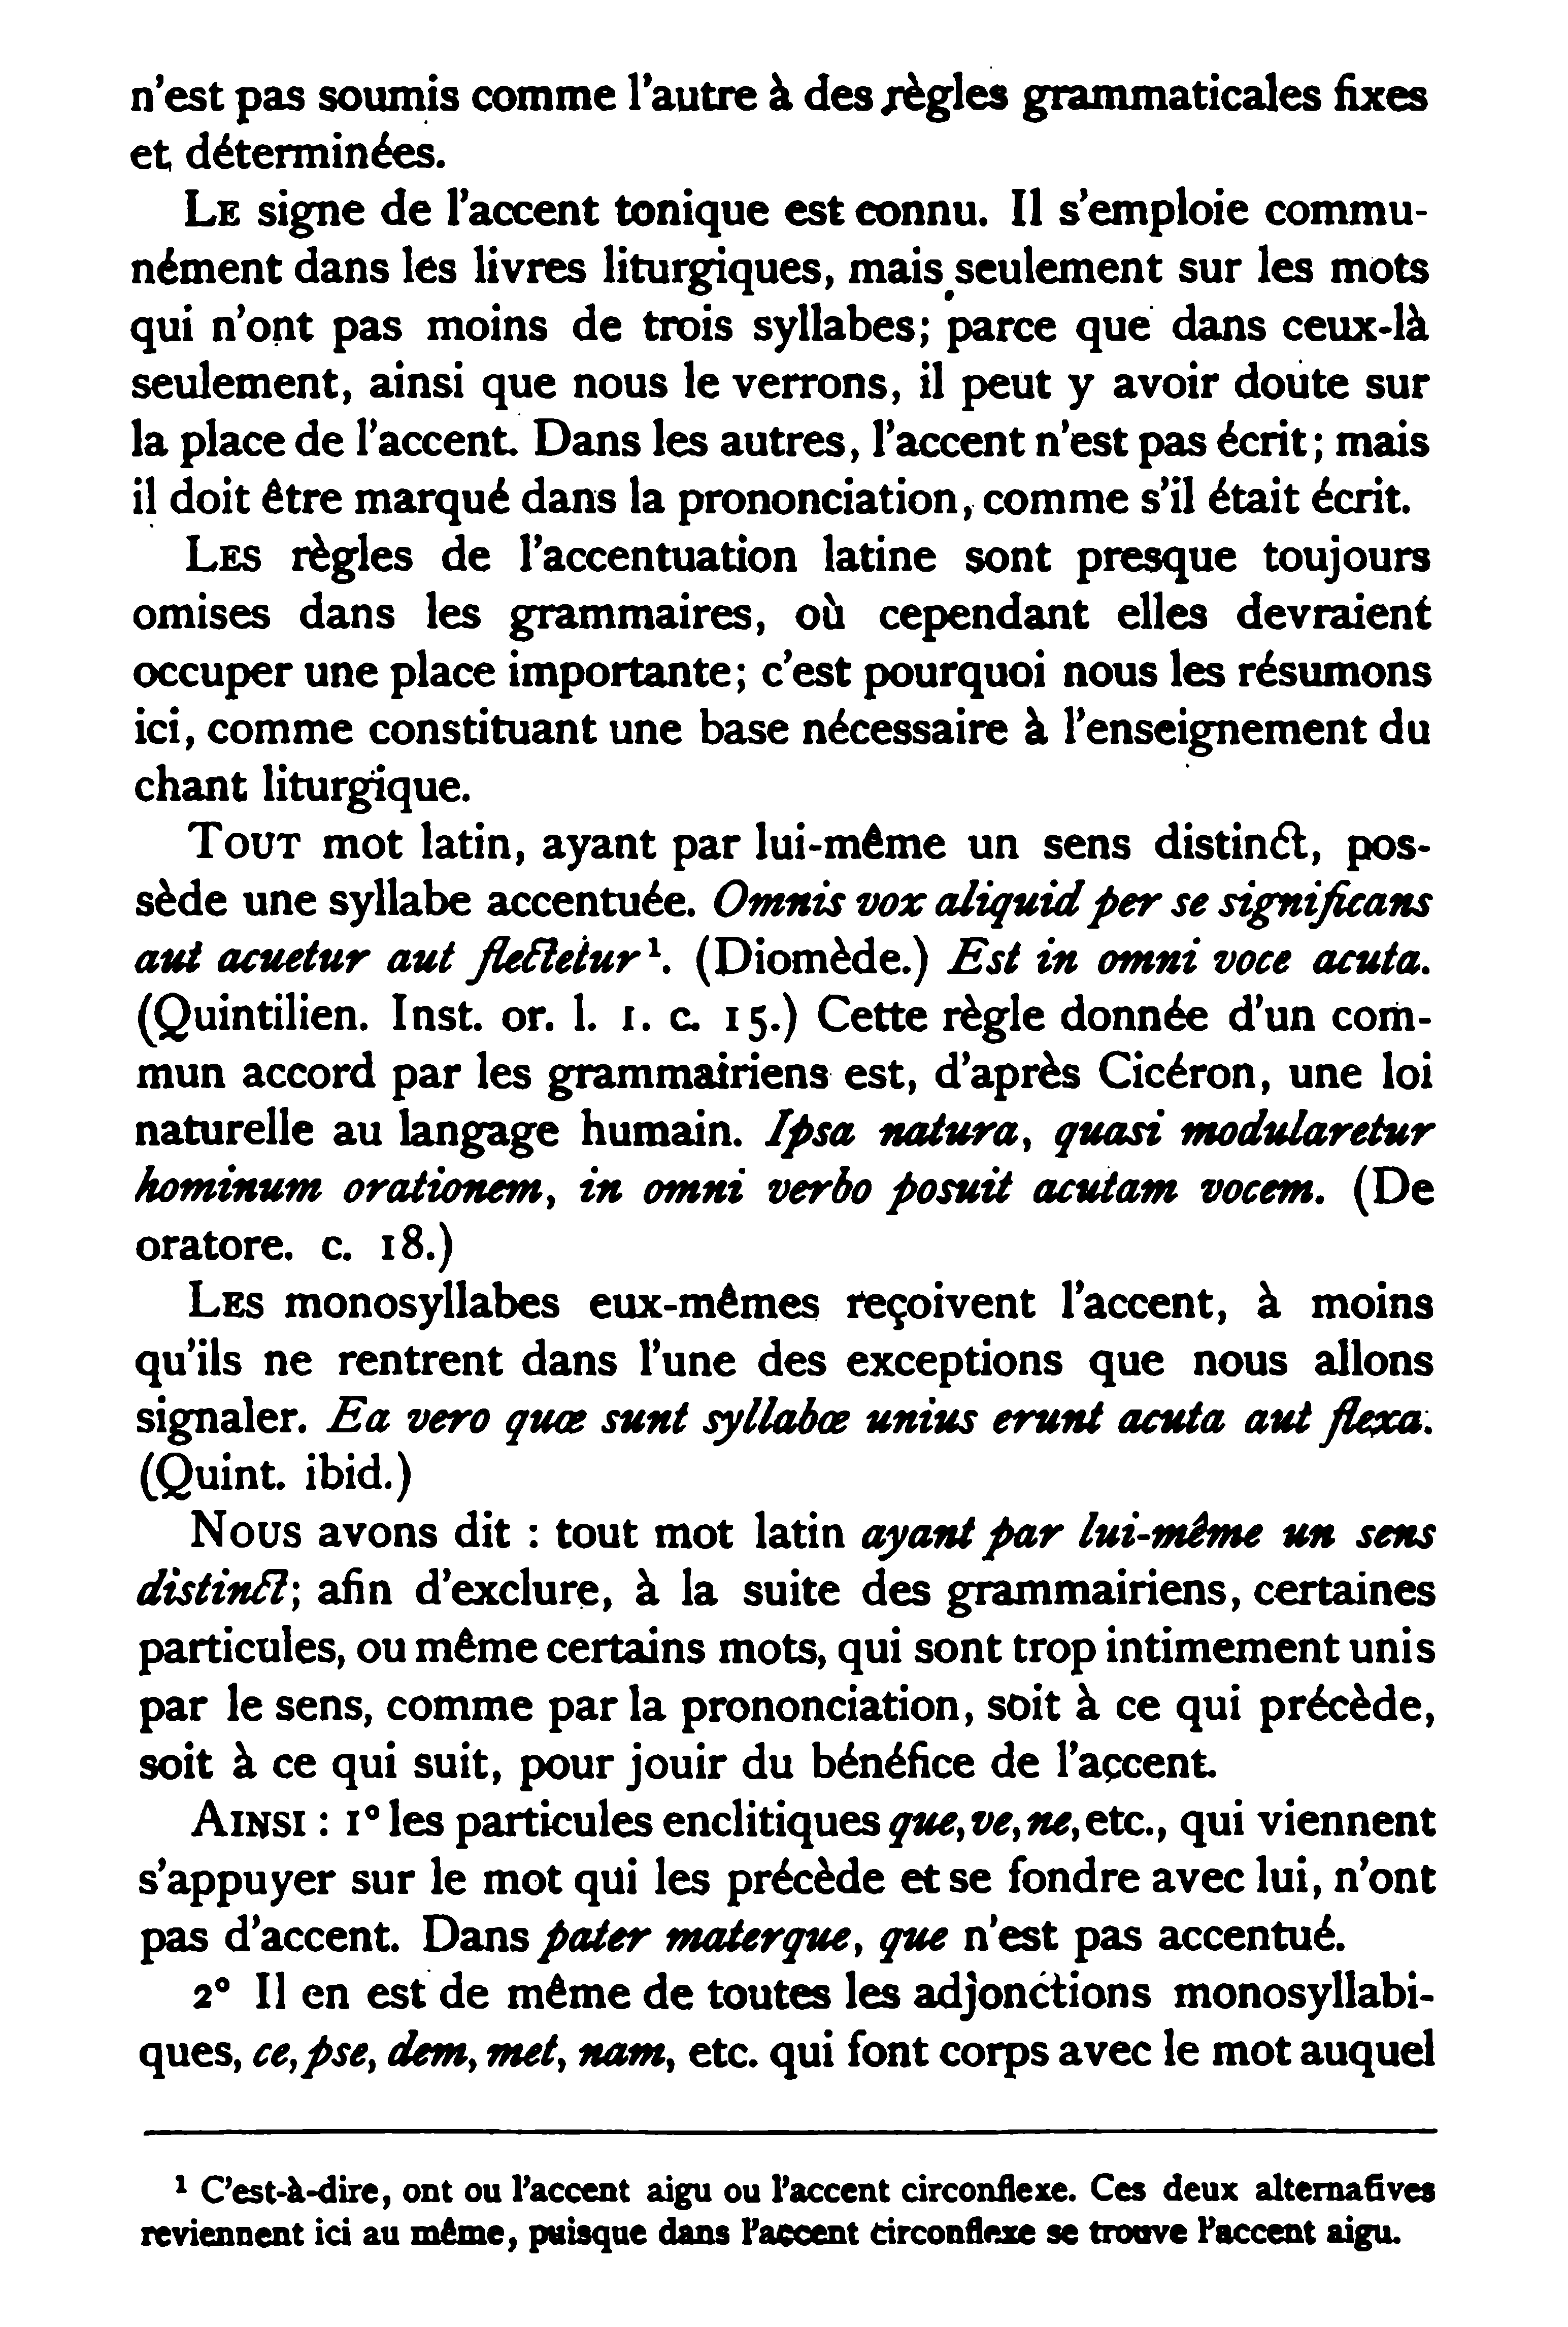 n'est pas soumis comme l'autre à des règles grammaticales fixes
et déterminées.
LE signe de l'accent tonique est connu. Il s'emploie commu-
nément dans les livres liturgiques, mais seulement sur les mots
qui n'ont pas moins de trois syllabes; parce que dans ceux-là
seulement, ainsi que nous le verrons, il peut y avoir doute sur
la place de l'accent. Dans les autres, l'accent n'est pas écrit; mais
il doit être marqué dans la prononciation, comme s'il était écrit.
LES règles de l'accentuation latine sont presque toujours
omises dans les grammaires, où cependant elles devraient
occuper une place importante; c'est pourquoi nous les résumons
ici, comme constituant une base nécessaire à l'enseignement du
chant liturgique.
TOUT mot latin, ayant par lui-même un sens distinct, pos-
sède une syllabe accentuée. Omnis vox aliquid per se significans
aut acuetur aut flectetur¹. (Diomède.) Est in omni voce acuta.
(Quintilien. Inst. or. l. I. c. 15.) Cette règle donnée d'un com-
mun accord par les grammairiens est, d'après Cicéron, une loi
naturelle au langage humain. Ipsa natura, quasi modularetur
hominum orationem, in omni verbo posuit acutam vocem. (De
oratore. c. 18.)
LES monosyllabes eux-mêmes reçoivent l'accent, à moins
qu'ils ne rentrent dans l'une des exceptions que nous allons
signaler. Ea vero quæ sunt syllabæ unius erunt acuta aut flexa.
(Quint. ibid.)
NOUS avons dit : tout mot latin ayant par lui-même un sens
distinct; afin d'exclure, à la suite des grammairiens, certaines
particules, ou même certains mots, qui sont trop intimement unis
par le sens, comme par la prononciation, soit à ce qui précède,
soit à ce qui suit, pour jouir du bénéfice de l'accent.
AINSI : 1° les particules enclitiques que, ve, ne, etc., qui viennent
s'appuyer sur le mot qui les précède et se fondre avec lui, n'ont
pas d'accent. Dans pater materque, que n'est pas accentué.
2° Il en est de même de toutes les adjonctions monosyllabi-
ques, ce, pse, dem, met, nam, etc. qui font corps avec le mot auquel
¹ C'est-à-dire, ont ou l'accent aigu ou l'accent circonflexe. Ces deux alternatives
reviennent ici au même, puisque dans l'accent circonflexe se trouve l'accent aigu.